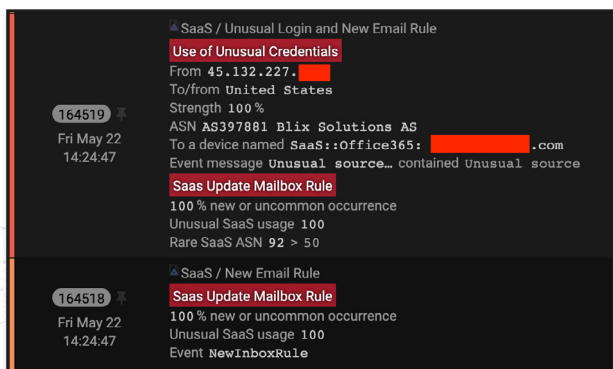 SaaS / Unusual Login and New Email Rule
Use of Unusual Credentials
From 45.132.227.
To/from United States
Strength 100 %
164519
Fri May 22
14:24:47
ASN AS397881 Blix Solutions AS
To a device named SaaS::Office365: .com
Event message Unusual source… contained Unusual source
Saas Update Mailbox Rule
100 % new or uncommon occurrence
Unusual SaaS usage 100
Rare SaaS ASN 92 > 50
SaaS / New Email Rule
164518
Fri May 22
14:24:47
Saas Update Mailbox Rule
100 % new or uncommon occurrence
Unusual SaaS usage 100
Event NewInboxRule